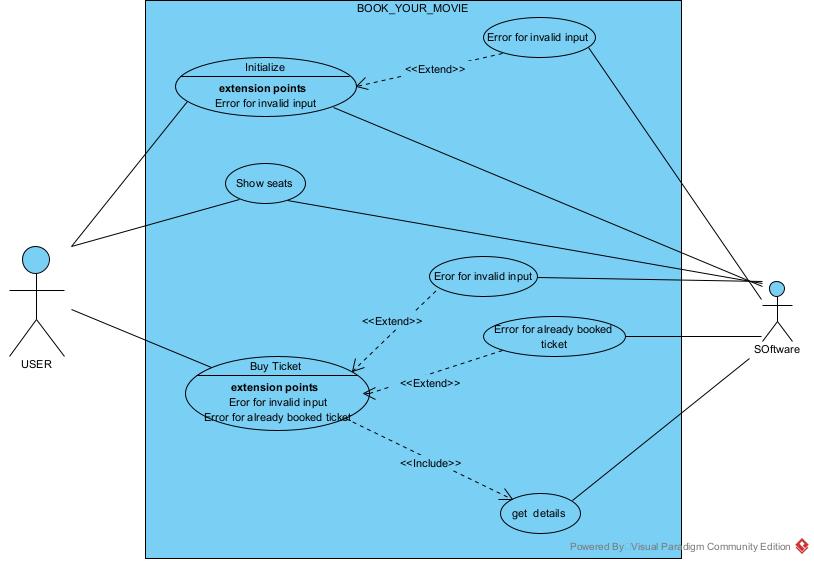 BOOK_YOUR_MOVIE
Error for invalid input
<<Extend>>
Initialize
extension points
Error for invalid input
Show seats
USER
Eror for invalid input
<<Extend>>
Error for already booked
ticket
SOftware
<<Extend>>
Buy Ticket
extension points
Eror for invalid input
Error for already booked ticket
<<Include>>
get details
Powered By: Visual Paradigm Community Edition